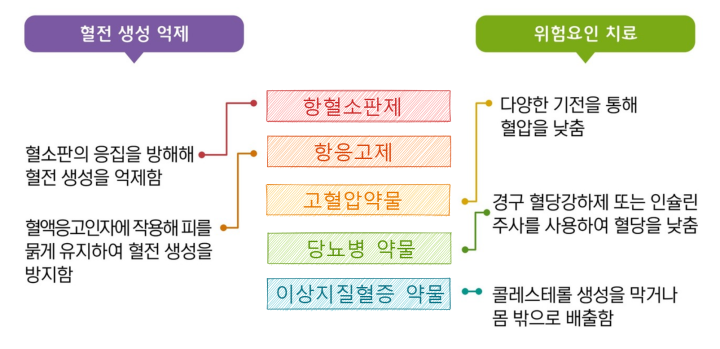 혈전 생성 억제
위험요인 치료
항혈소판제
항응고제
고혈압약물
당뇨병 약물
이상지질혈증 약물
혈소판의 응집을 방해해
혈전 생성을 억제함
혈액응고인자에 작용해 피를
묽게 유지하여 혈전 생성을
방지함
다양한 기전을 통해
혈압을 낮춤
경구 혈당강하제 또는 인슐린
주사를 사용하여 혈당을 낮춤
콜레스테롤 생성을 막거나
몸 밖으로 배출함